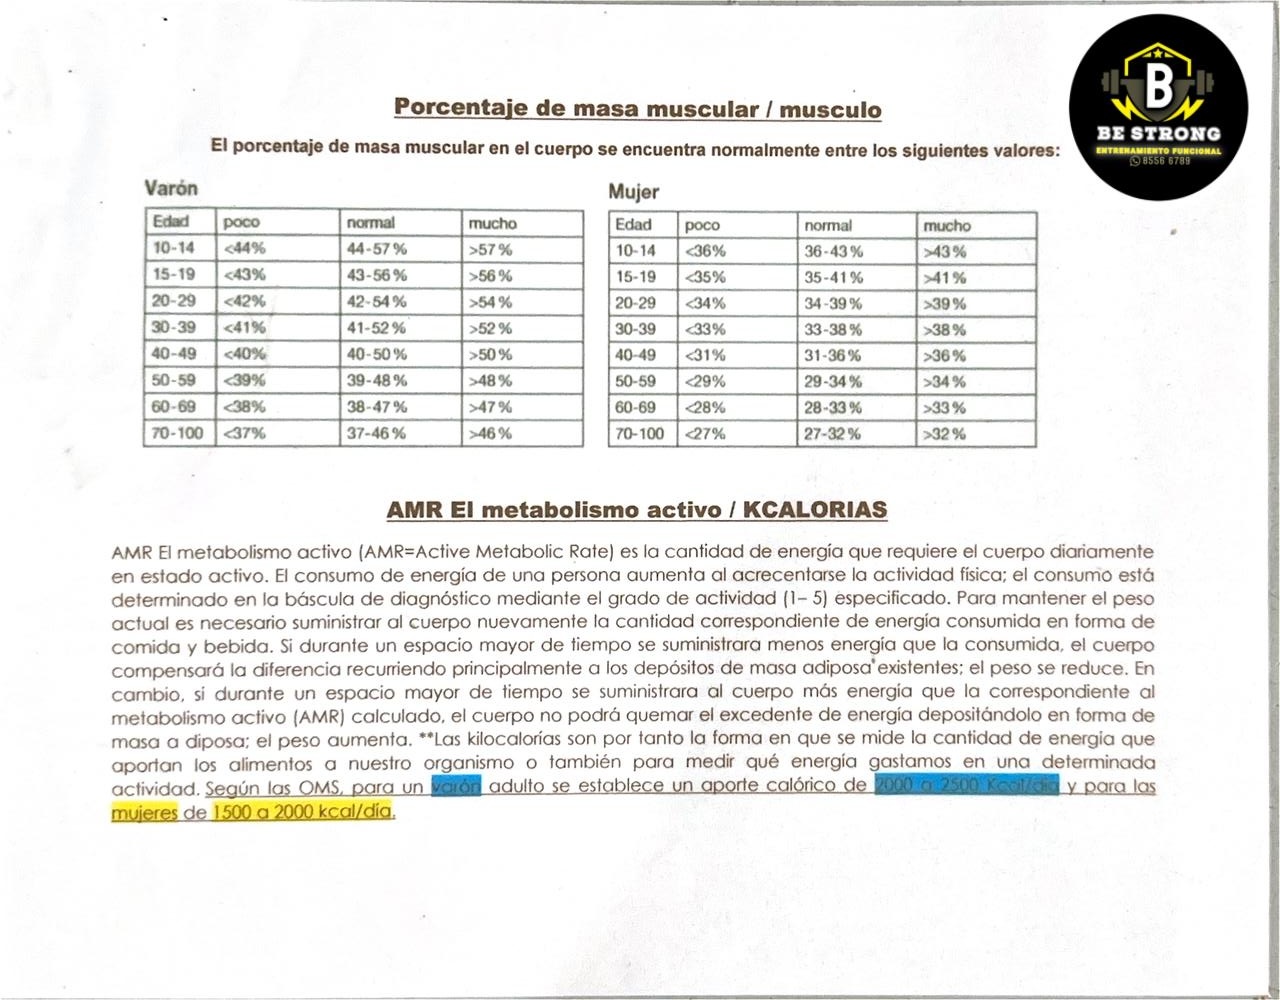 B
BE STRONG
ENTRENAMIENTO FUNCIONAL
8556 6789
Porcentaje de masa muscular / musculo
El porcentaje de masa muscular en el cuerpo se encuentra normalmente entre los siguientes valores:
Varón
Edad poco normal mucho
10-14 <44% 44-57% >57%
15-19 <43% 43-56% >56%
20-29 <42% 42-54% >54%
30-39 <41% 41-52% >52%
40-49 <40% 40-50% >50%
50-59 <39% 39-48% >48%
60-69 <38% 38-47% >47%
70-100 <37% 37-46% >46%
Mujer
Edad poco normal mucho
10-14 <36% 36-43% >43%
15-19 <35% 35-41% >41%
20-29 <34% 34-39% >39%
30-39 <33% 33-38% >38%
40-49 <31% 31-36% >36%
50-59 <29% 29-34% >34%
60-69 <28% 28-33% >33%
70-100 <27% 27-32% >32%
AMR El metabolismo activo / KCALORIAS
AMR El metabolismo activo (AMR=Active Metabolic Rate) es la cantidad de energía que requiere el cuerpo diariamente
en estado activo. El consumo de energía de una persona aumenta al acrecentarse la actividad física; el consumo está
determinado en la báscula de diagnóstico mediante el grado de actividad (1– 5) especificado. Para mantener el peso
actual es necesario suministrar al cuerpo nuevamente la cantidad correspondiente de energía consumida en forma de
comida y bebida. Si durante un espacio mayor de tiempo se suministrara menos energía que la consumida, el cuerpo
compensará la diferencia recurriendo principalmente a los depósitos de masa adiposa existentes; el peso se reduce. En
cambio, si durante un espacio mayor de tiempo se suministrara al cuerpo más energía que la correspondiente al
metabolismo activo (AMR) calculado, el cuerpo no podrá quemar el excedente de energía depositándolo en forma de
masa a diposa; el peso aumenta. **Las kilocalorías son por tanto la forma en que se mide la cantidad de energía que
aportan los alimentos a nuestro organismo o también para medir qué energía gastamos en una determinada
actividad. Según las OMS, para un varón adulto se establece un aporte calórico de 2000 a 2500 Kcal/día y para las
mujeres de 1500 a 2000 kcal/día.